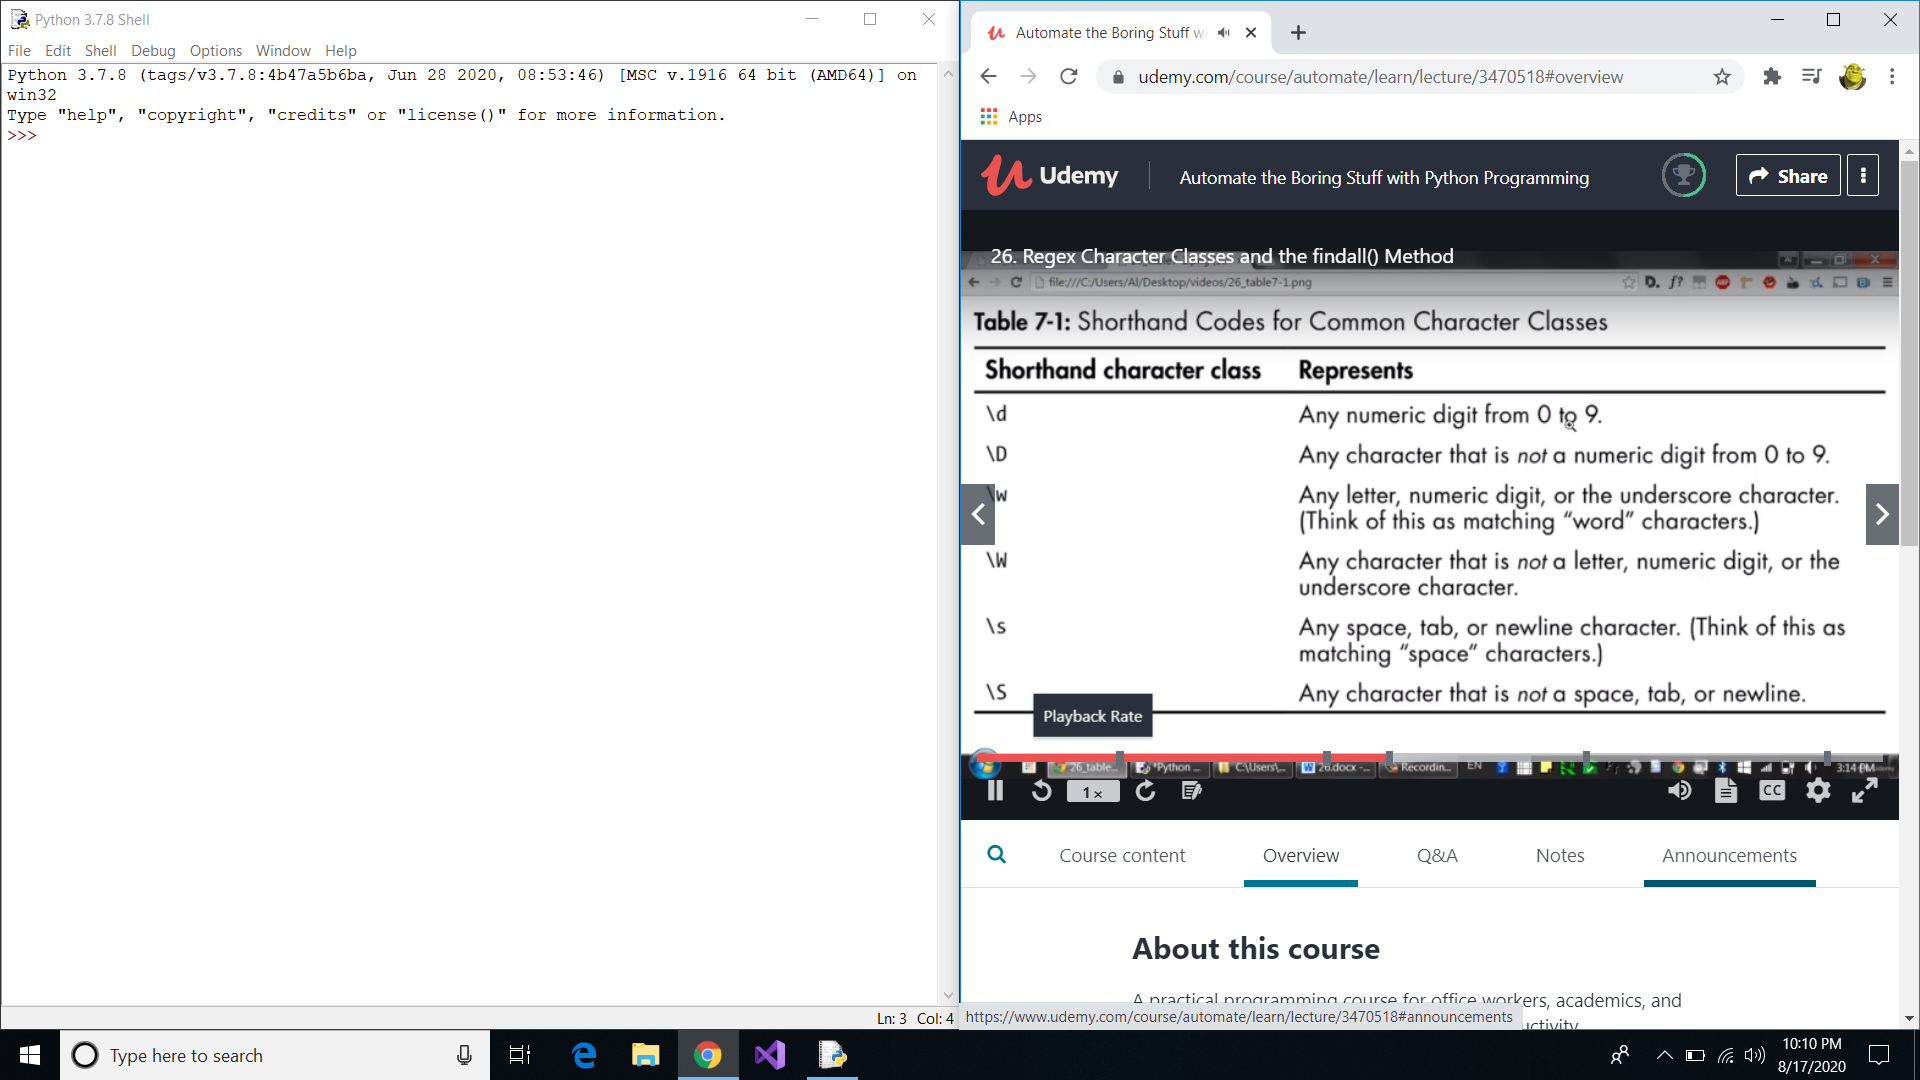 Python 3.7.8 Shell
File Edit Shell Debug Options Window Help
Python 3.7.8 (tags/v3.7.8:4b47a5b6ba, Jun 28 2020, 08:53:46) [MSC v.1916 64 bit (AMD64)] on
win32
Type "help", "copyright", "credits" or "license()" for more information.
>>>
Ln: 3 Col: 4
Automate the Boring Stuff w
udemy.com/course/automate/learn/lecture/3470518#overview
Apps
Udemy
Automate the Boring Stuff with Python Programming
Share
26. Regex Character Classes and the findall() Method
file:///C:/Users/Al/Desktop/videos/26_table7-1.png
Table 7-1: Shorthand Codes for Common Character Classes
Shorthand character class Represents
\d Any numeric digit from 0 to 9.
\D Any character that is not a numeric digit from 0 to 9.
\w Any letter, numeric digit, or the underscore character.
(Think of this as matching “word” characters.)
\W Any character that is not a letter, numeric digit, or the
underscore character.
\s Any space, tab, or newline character. (Think of this as
matching “space” characters.)
\S Any character that is not a space, tab, or newline.
Playback Rate
26_table... *Python ... C:\Users\... 26.docx -... Recordin... EN 3:14 PM
1 x
CC
Course content Overview Q&A Notes Announcements
About this course
A practical programming course for office workers, academics, and
https://www.udemy.com/course/automate/learn/lecture/3470518#announcements
Type here to search
10:10 PM
8/17/2020